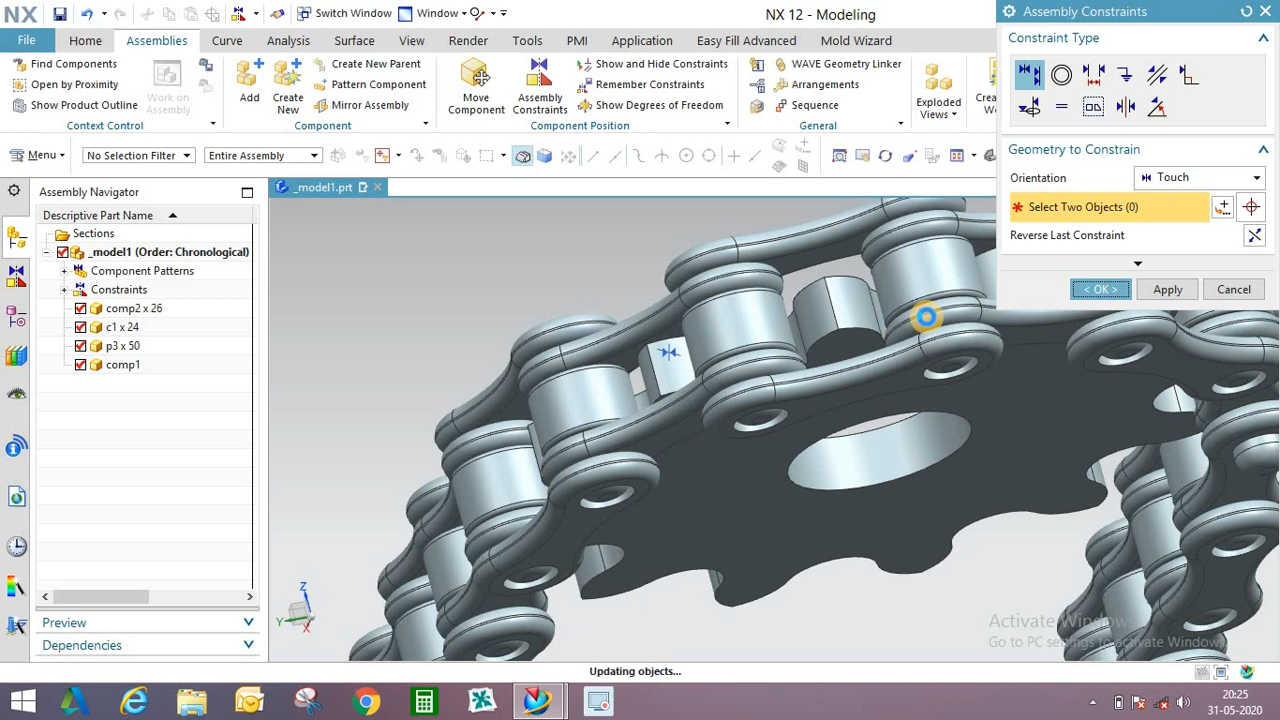 NX
Switch Window
Window
NX 12 - Modeling
Assembly Constraints
File
Home
Assemblies
Curve
Analysis
Surface
View
Render
Tools
PMI
Application
Easy Fill Advanced
Mold Wizard
Find Components
Open by Proximity
Show Product Outline
Work on Assembly
Context Control
Add
Create New
Create New Parent
Pattern Component
Mirror Assembly
Component
Move Component
Assembly Constraints
Show and Hide Constraints
Remember Constraints
Show Degrees of Freedom
Component Position
WAVE Geometry Linker
Arrangements
Sequence
General
Exploded Views
Constraint Type
Geometry to Constrain
Orientation
Touch
Select Two Objects (0)
Reverse Last Constraint
< OK >
Apply
Cancel
Menu
No Selection Filter
Entire Assembly
Assembly Navigator
_model1.prt
Descriptive Part Name
Sections
_model1 (Order: Chronological)
Component Patterns
Constraints
comp2 x 26
c1 x 24
p3 x 50
comp1
Z
Y
X
Preview
Dependencies
Activate Windows
Go to PC settings to activate Windows.
Updating objects...
20:25
31-05-2020